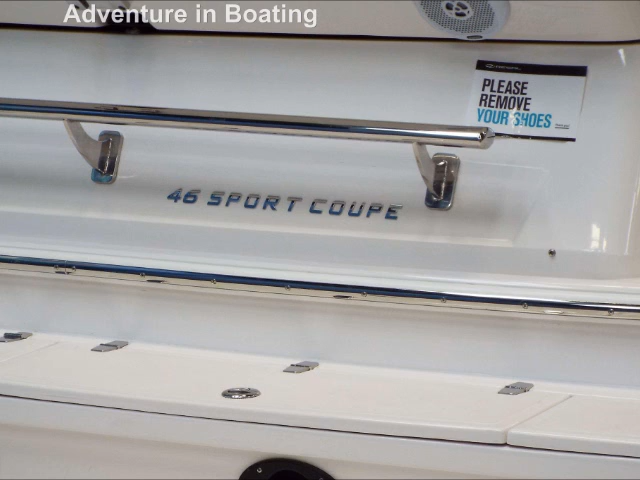 Adventure in Boating
PLEASE
REMOVE
YOUR SHOES
46 SPORT COUPE